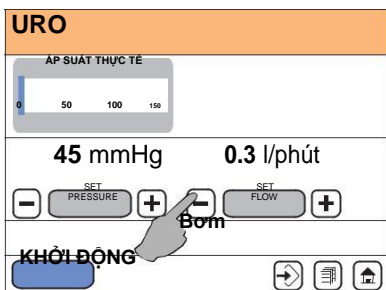 URO
ÁP SUẤT THỰC TẾ
0 50 100 150
45 mmHg 0.3 l/phút
SET PRESSURE SET FLOW
Bơm
KHỞI ĐỘNG